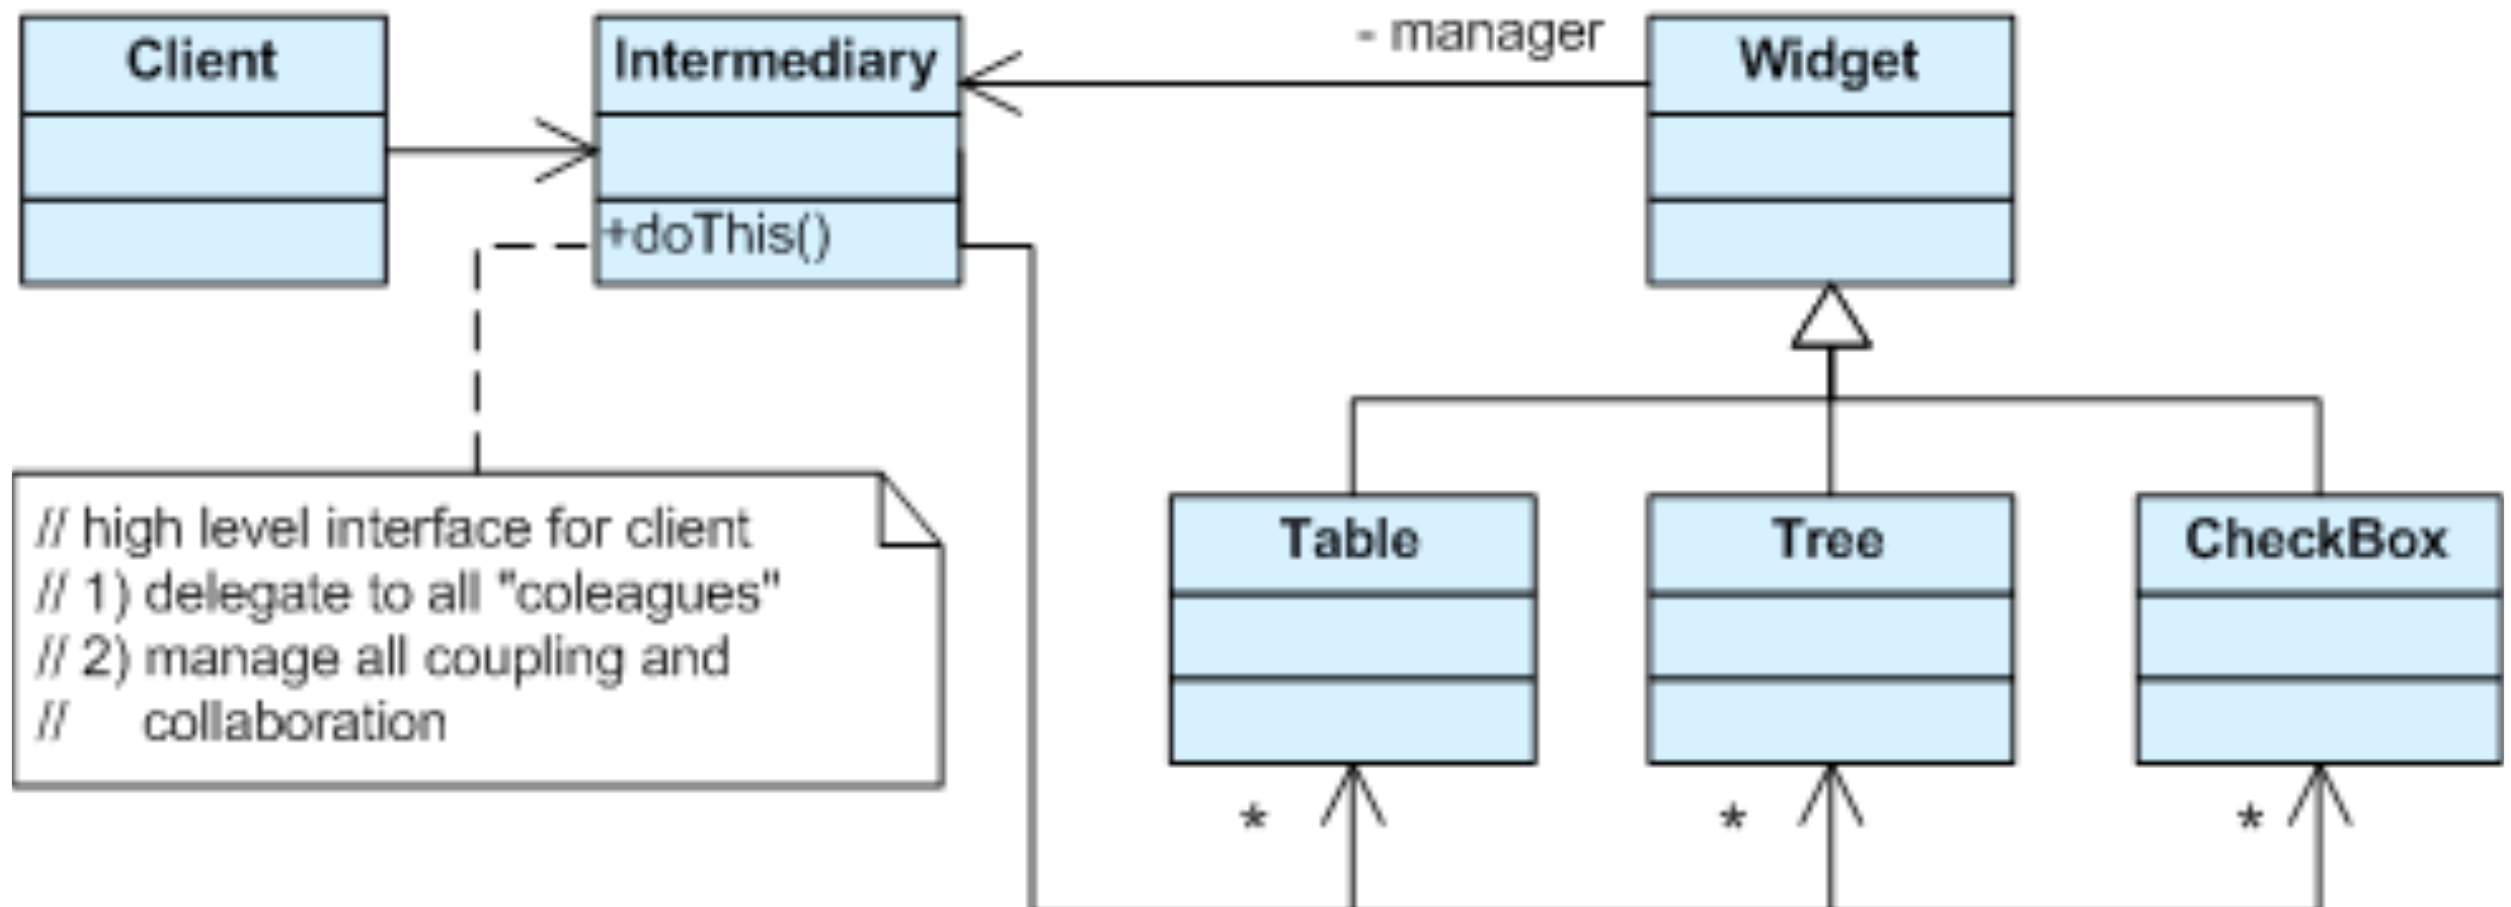 Client
Intermediary
- manager
Widget
+doThis()
// high level interface for client
// 1) delegate to all "coleagues"
// 2) manage all coupling and
// collaboration
Table
Tree
CheckBox
*
*
*